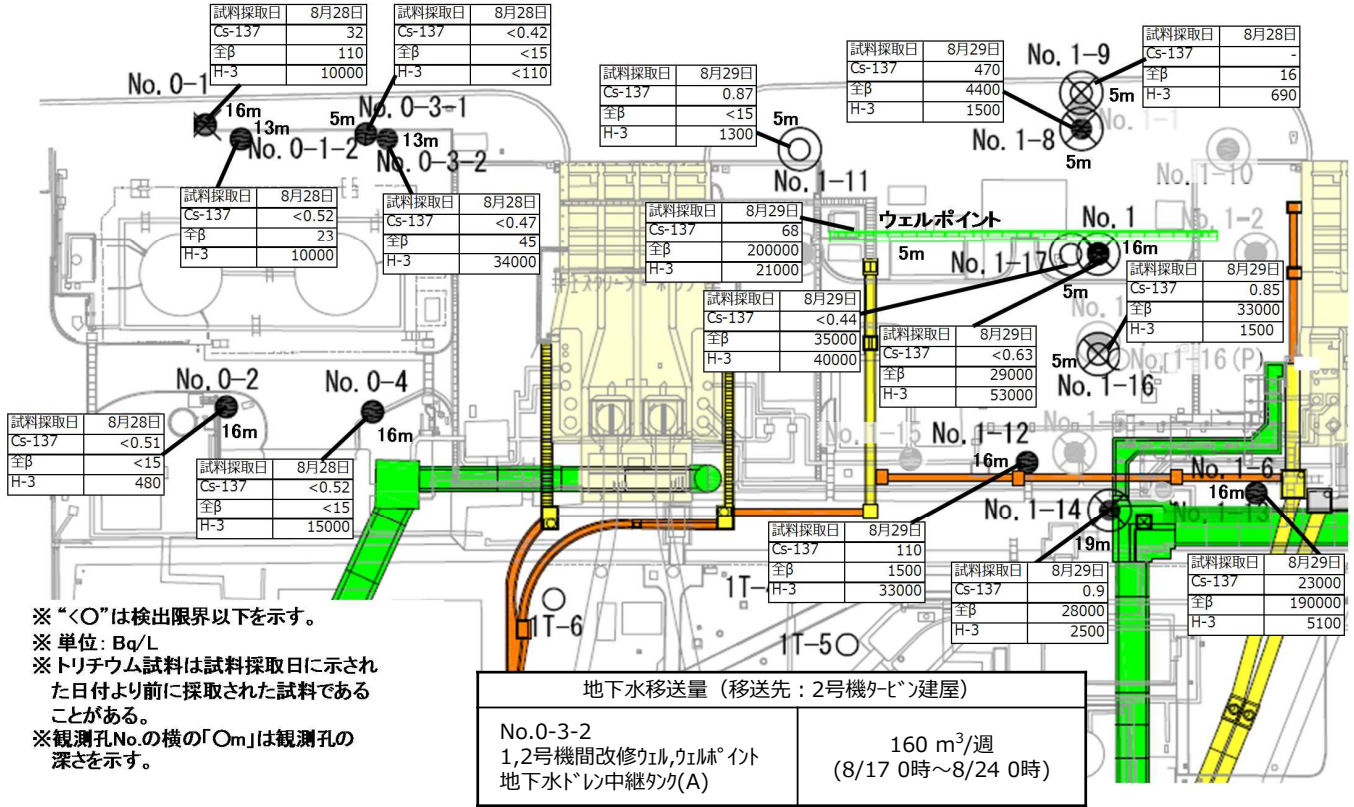 試料採取日 8月28日
Cs-137 32
全β 110
H-3 10000
試料採取日 8月28日
Cs-137 <0.42
全β <15
H-3 <110
試料採取日 8月29日
Cs-137 0.87
全β <15
H-3 1300
試料採取日 8月29日
Cs-137 470
全β 4400
H-3 1500
試料採取日 8月28日
Cs-137 -
全β 16
H-3 690
No. 0-1
16m
13m
No. 0-1-2
5m
No. 0-3-1
13m
No. 0-3-2
5m
No. 1-11
No. 1-9
5m
No. 1-8
5m
No. 1-1
No. 1-10
試料採取日 8月28日
Cs-137 <0.52
全β 23
H-3 10000
試料採取日 8月28日
Cs-137 <0.47
全β 45
H-3 34000
試料採取日 8月29日
Cs-137 68
全β 200000
H-3 21000
ウェルポイント
5m
No. 1
16m
No. 1-17
5m
No. 1-2
試料採取日 8月29日
Cs-137 <0.44
全β 35000
H-3 40000
試料採取日 8月29日
Cs-137 <0.63
全β 29000
H-3 53000
試料採取日 8月29日
Cs-137 0.85
全β 33000
H-3 1500
5m
No. 1-16
No. 1-16(P)
No. 0-2
16m
No. 0-4
16m
試料採取日 8月28日
Cs-137 <0.51
全β <15
H-3 480
試料採取日 8月28日
Cs-137 <0.52
全β <15
H-3 15000
No. 1-15
No. 1-12
16m
No. 1-6
16m
No. 1-13
No. 1-14
19m
試料採取日 8月29日
Cs-137 110
全β 1500
H-3 33000
試料採取日 8月29日
Cs-137 0.9
全β 28000
H-3 2500
試料採取日 8月29日
Cs-137 23000
全β 190000
H-3 5100
1T-6
1T-5
※ “<○”は検出限界以下を示す。
※ 単位: Bq/L
※トリチウム試料は試料採取日に示され
た日付より前に採取された試料である
ことがある。
※観測孔No.の横の「○m」は観測孔の
深さを示す。
地下水移送量（移送先：2号機ﾀｰﾋﾞﾝ建屋）
No.0-3-2
1,2号機間改修ｳｪﾙ,ｳｪﾙﾎﾟｲﾝﾄ
地下水ﾄﾞﾚﾝ中継ﾀﾝｸ(A)
160 m³/週
(8/17 0時～8/24 0時)